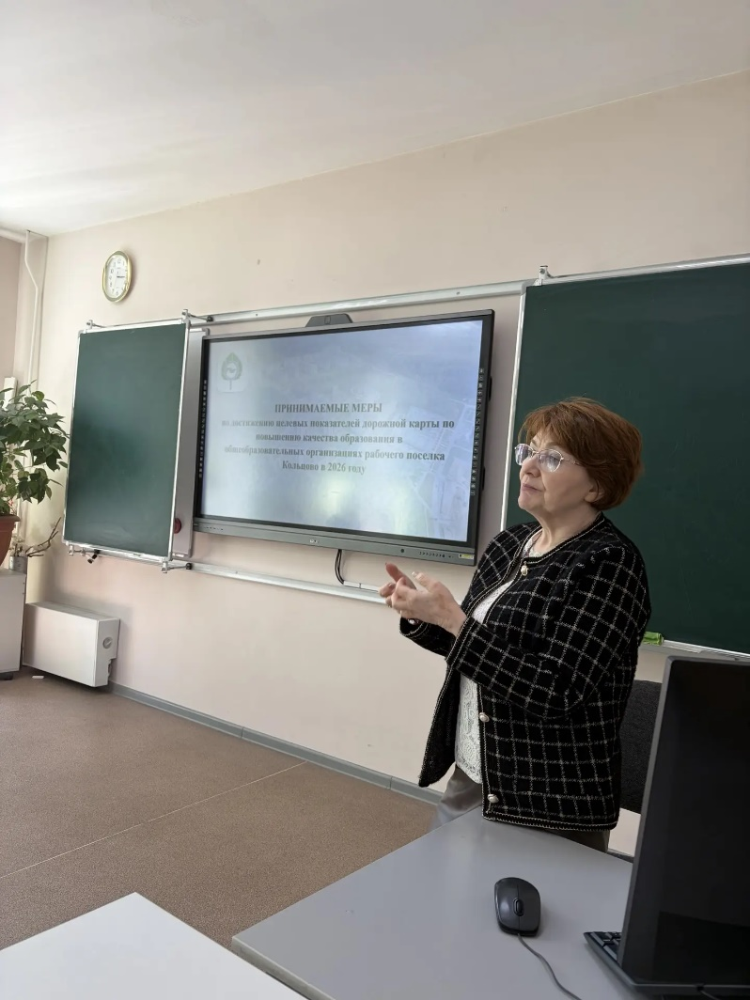 ПРИНИМАЕМЫЕ МЕРЫ
по достижению целевых показателей дорожной карты по
повышению качества образования в
общеобразовательных организациях рабочего поселка
Кольцово в 2026 году